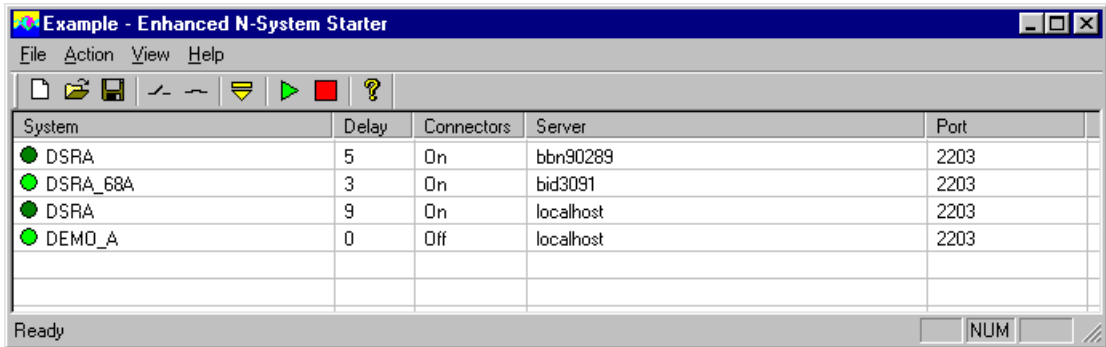 Example - Enhanced N-System Starter
File Action View Help
System Delay Connectors Server Port
DSRA 5 On bbn90289 2203
DSRA_68A 3 On bid3091 2203
DSRA 9 On localhost 2203
DEMO_A 0 Off localhost 2203
Ready NUM